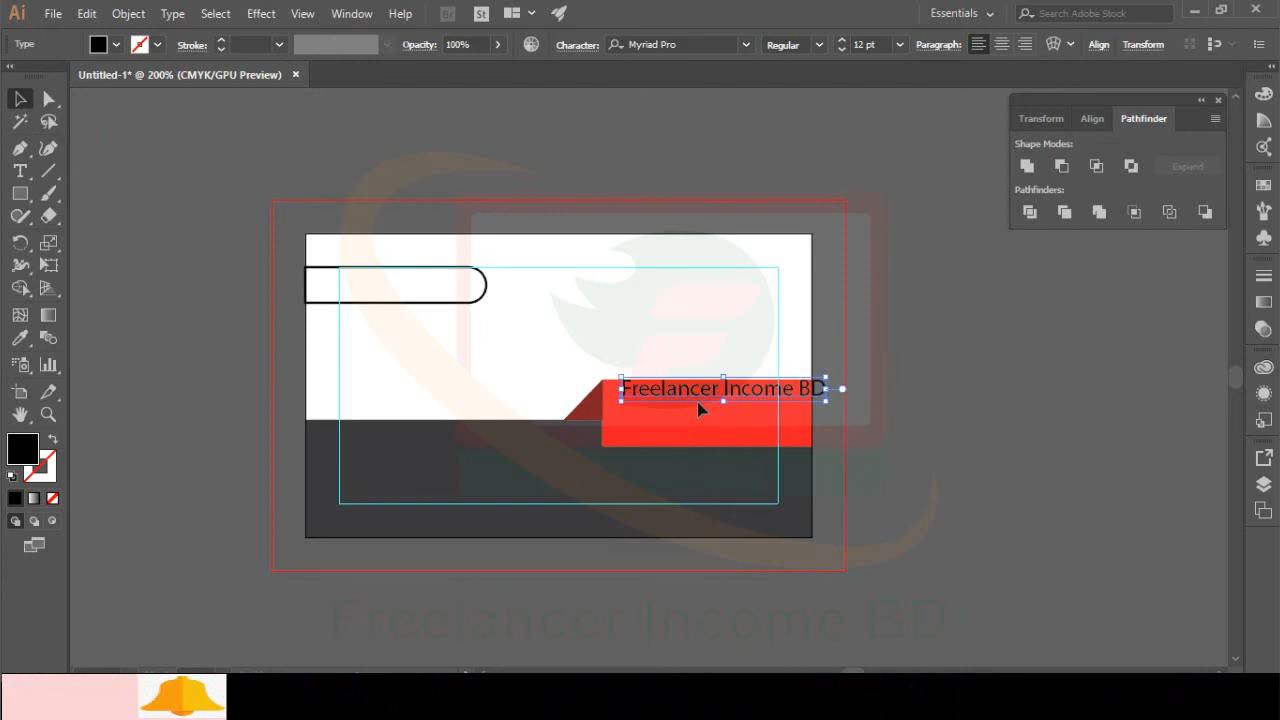 Ai File Edit Object Type Select Effect View Window Help Br St Essentials Search Adobe Stock
Type Stroke: Opacity: 100% Character: Myriad Pro Regular 12 pt Paragraph: Align Transform
Untitled-1* @ 200% (CMYK/GPU Preview)
Transform Align Pathfinder
Shape Modes:
Expand
Pathfinders:
Freelancer Income BD
Freelancer Income BD